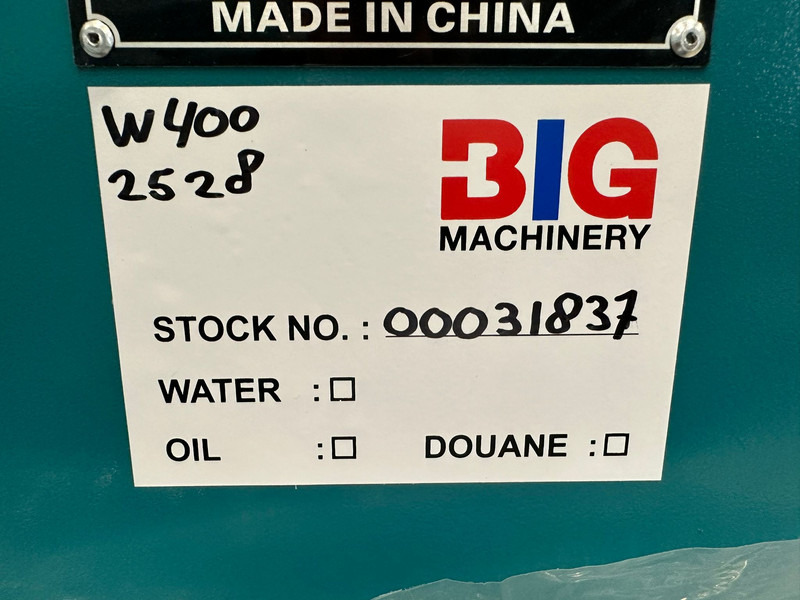 MADE IN CHINA
W400
2528
BIG
MACHINERY
STOCK NO. : 00031837
WATER : ☐
OIL : ☐ DOUANE : ☐